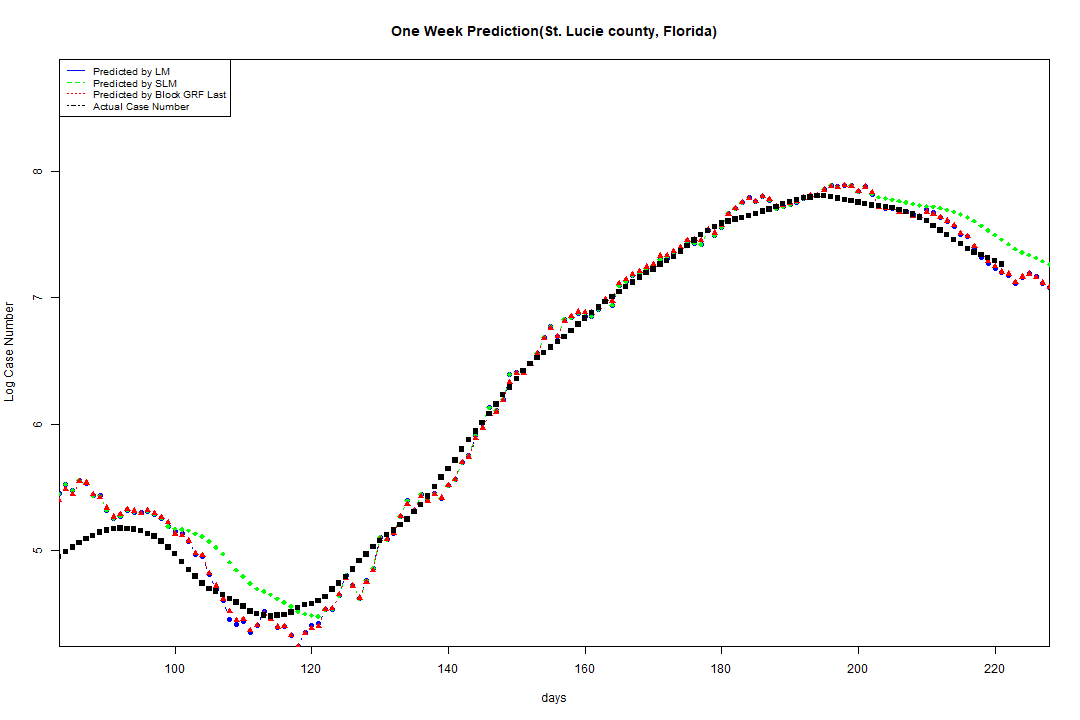 One Week Prediction(St. Lucie county, Florida)
Predicted by LM
Predicted by SLM
Predicted by Block GRF Last
Actual Case Number
8
7
6
5
Log Case Number
100 120 140 160 180 200 220
days